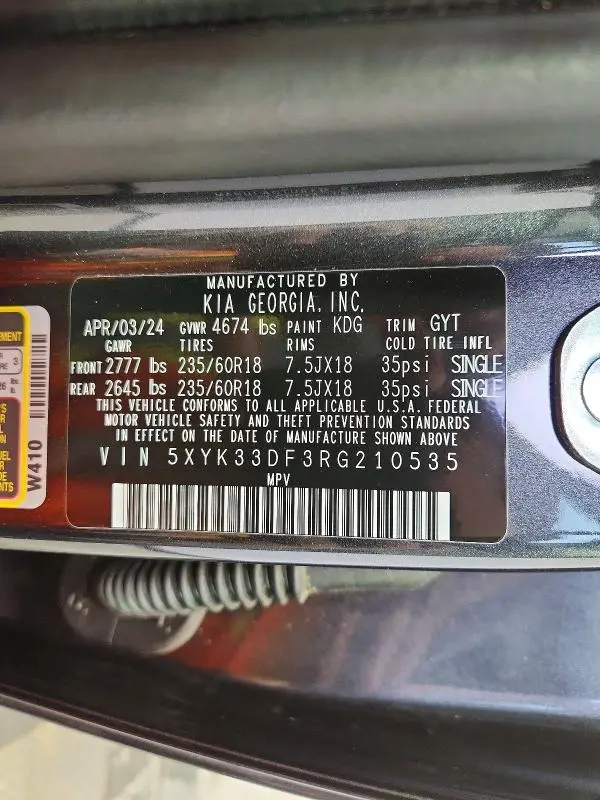 MANUFACTURED BY
KIA GEORGIA, INC.
APR/03/24 GVWR 4674 lbs PAINT KDG TRIM GYT
GAWR TIRES RIMS COLD TIRE INFL
FRONT 2777 lbs 235/60R18 7.5JX18 35psi SINGLE
REAR 2645 lbs 235/60R18 7.5JX18 35psi SINGLE
THIS VEHICLE CONFORMS TO ALL APPLICABLE U.S.A. FEDERAL
MOTOR VEHICLE SAFETY AND THEFT PREVENTION STANDARDS
IN EFFECT ON THE DATE OF MANUFACTURE SHOWN ABOVE
VIN 5XYK33DF3RG210535
MPV
W410